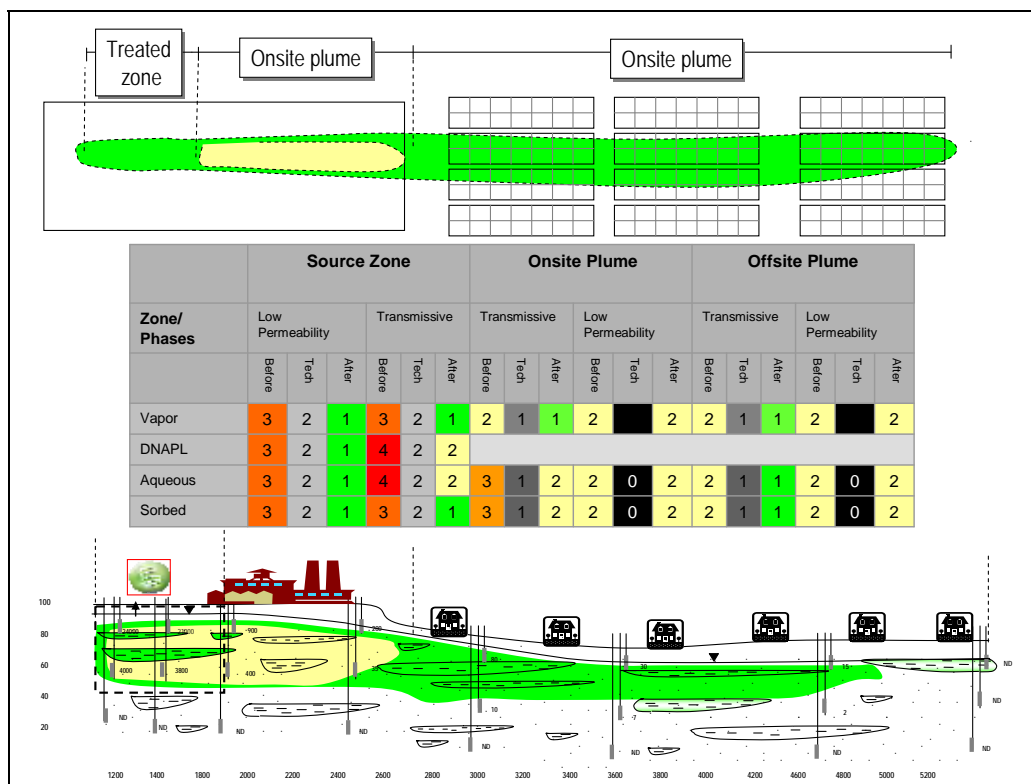 Treated zone
Onsite plume
Onsite plume
Source Zone Onsite Plume Offsite Plume
Zone/ Phases Low Permeability Transmissive Transmissive Low Permeability Transmissive Low Permeability
Before Tech After Before Tech After Before Tech After Before Tech After Before Tech After Before Tech After
Vapor 3 2 1 3 2 1 2 1 1 2 2 2 1 1 2 2
DNAPL 3 2 1 4 2 2
Aqueous 3 2 1 4 2 2 3 1 2 2 0 2 2 1 1 2 0 2
Sorbed 3 2 1 3 2 1 3 1 2 2 0 2 2 1 1 2 0 2
100
80
60
40
20
900
4000 3800 400
30 15
10 7 2
ND ND ND ND ND ND ND ND ND
1200 1400 1600 1800 2000 2200 2400 2600 2800 3000 3200 3400 3600 3800 4000 4200 4400 4600 4800 5000 5200